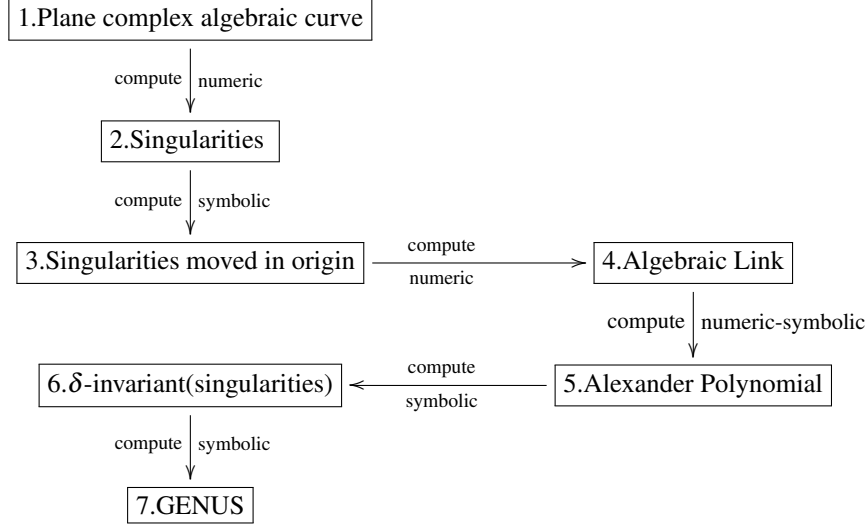 1.Plane complex algebraic curve
compute numeric
2.Singularities
compute symbolic
3.Singularities moved in origin
compute
numeric
4.Algebraic Link
compute numeric-symbolic
5.Alexander Polynomial
compute
symbolic
6.δ-invariant(singularities)
compute symbolic
7.GENUS